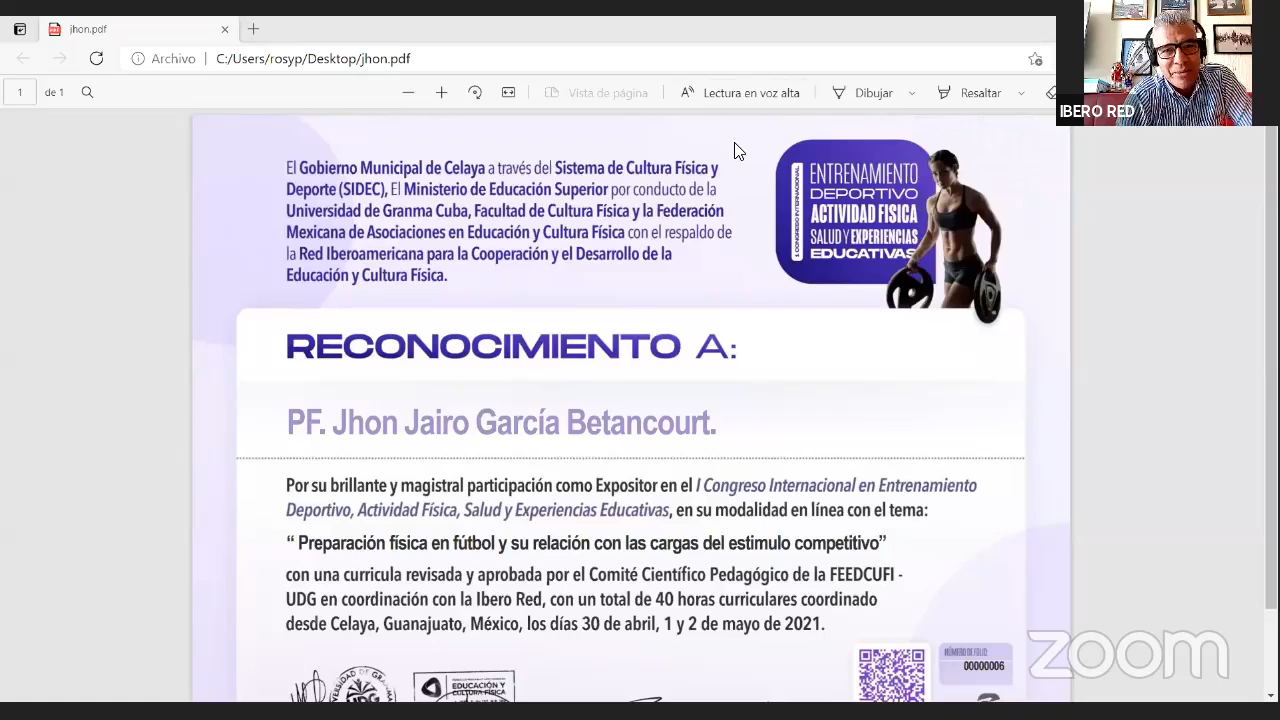 jhon.pdf
Archivo
C:/Users/rosyp/Desktop/jhon.pdf
1
de 1
Vista de página
Lectura en voz alta
Dibujar
Resaltar
IBERO RED
El Gobierno Municipal de Celaya a través del Sistema de Cultura Física y
Deporte (SIDEC), El Ministerio de Educación Superior por conducto de la
Universidad de Granma Cuba, Facultad de Cultura Física y la Federación
Mexicana de Asociaciones en Educación y Cultura Física con el respaldo de
la Red Iberoamericana para la Cooperación y el Desarrollo de la
Educación y Cultura Física.
I CONGRESO INTERNACIONAL
ENTRENAMIENTO
DEPORTIVO
ACTIVIDAD FISICA
SALUD Y EXPERIENCIAS
EDUCATIVAS
RECONOCIMIENTO A:
PF. Jhon Jairo García Betancourt.
Por su brillante y magistral participación como Expositor en el I Congreso Internacional en Entrenamiento
Deportivo, Actividad Física, Salud y Experiencias Educativas, en su modalidad en línea con el tema:
“ Preparación física en fútbol y su relación con las cargas del estimulo competitivo”
con una curricula revisada y aprobada por el Comité Científico Pedagógico de la FEEDCUFI -
UDG en coordinación con la Ibero Red, con un total de 40 horas curriculares coordinado
desde Celaya, Guanajuato, México, los días 30 de abril, 1 y 2 de mayo de 2021.
NÚMERO DE FOLIO:
00000006
EDUCACIÓN Y
CULTURA FÍSICA
UDG
zoom